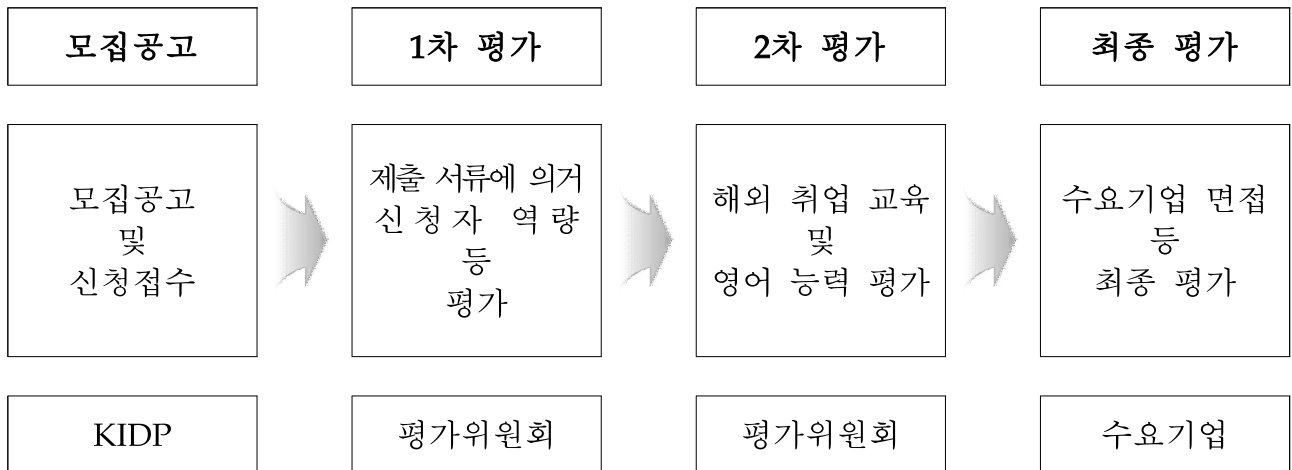 모집공고
1차 평가
2차 평가
최종 평가
모집공고
및
신청접수
제출 서류에 의거
신청자 역량
등
평가
해외 취업 교육
및
영어 능력 평가
수요기업 면접
등
최종 평가
KIDP
평가위원회
평가위원회
수요기업